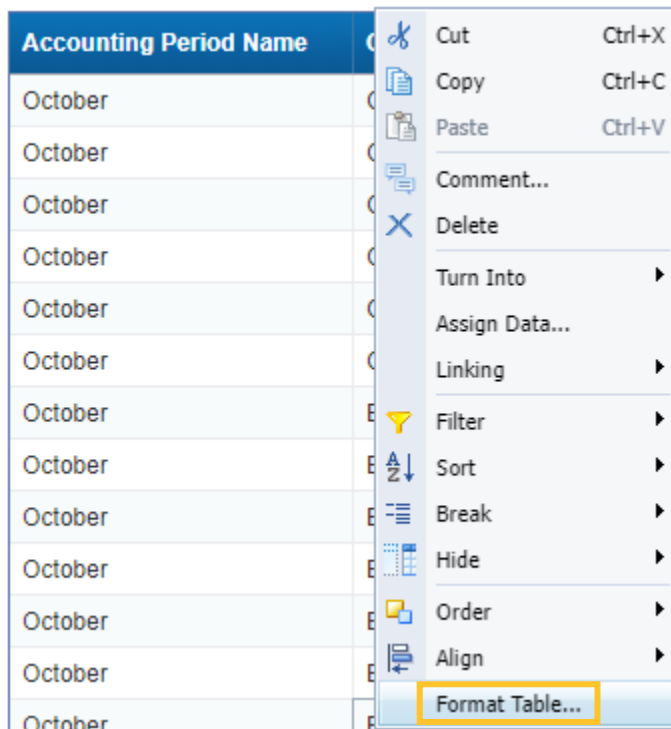 Accounting Period Name
October
October
October
October
October
October
October
October
October
October
October
October
October
Cut Ctrl+X
Copy Ctrl+C
Paste Ctrl+V
Comment...
Delete
Turn Into
Assign Data...
Linking
Filter
Sort
Break
Hide
Order
Align
Format Table...